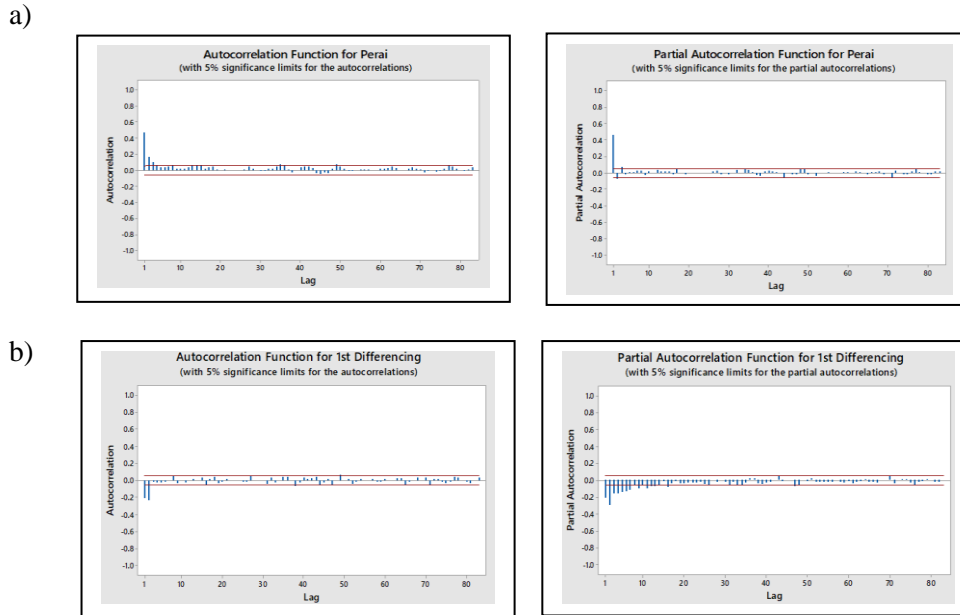 a)
Autocorrelation Function for Perai
(with 5% significance limits for the autocorrelations)
Autocorrelation
1.0
0.8
0.6
0.4
0.2
0.0
-0.2
-0.4
-0.6
-0.8
-1.0
1 10 20 30 40 50 60 70 80
Lag
Partial Autocorrelation Function for Perai
(with 5% significance limits for the partial autocorrelations)
Partial Autocorrelation
1.0
0.8
0.6
0.4
0.2
0.0
-0.2
-0.4
-0.6
-0.8
-1.0
1 10 20 30 40 50 60 70 80
Lag
b)
Autocorrelation Function for 1st Differencing
(with 5% significance limits for the autocorrelations)
Autocorrelation
1.0
0.8
0.6
0.4
0.2
0.0
-0.2
-0.4
-0.6
-0.8
-1.0
1 10 20 30 40 50 60 70 80
Lag
Partial Autocorrelation Function for 1st Differencing
(with 5% significance limits for the partial autocorrelations)
Partial Autocorrelation
1.0
0.8
0.6
0.4
0.2
0.0
-0.2
-0.4
-0.6
-0.8
-1.0
1 10 20 30 40 50 60 70 80
Lag